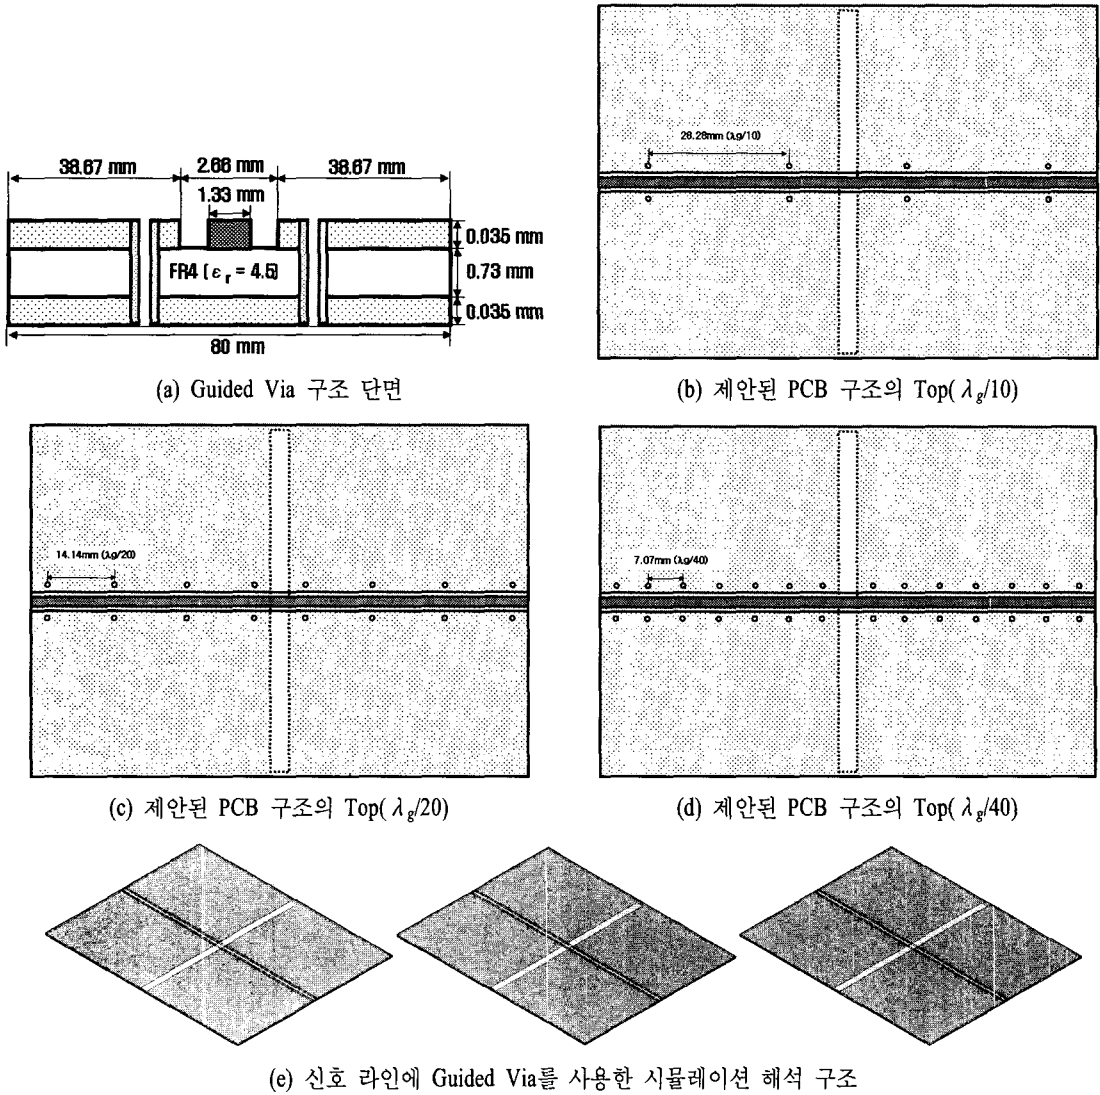 38.67 mm 2.66 mm 38.67 mm
1.33 mm
0.035 mm
FR4 ( ε r = 4.5)
0.73 mm
0.035 mm
80 mm
(a) Guided Via 구조 단면
28.28mm (λg/10)
(b) 제안된 PCB 구조의 Top( λ g/10)
14.14mm (λg/20)
(c) 제안된 PCB 구조의 Top( λ g/20)
7.07mm (λg/40)
(d) 제안된 PCB 구조의 Top( λ g/40)
(e) 신호 라인에 Guided Via를 사용한 시뮬레이션 해석 구조